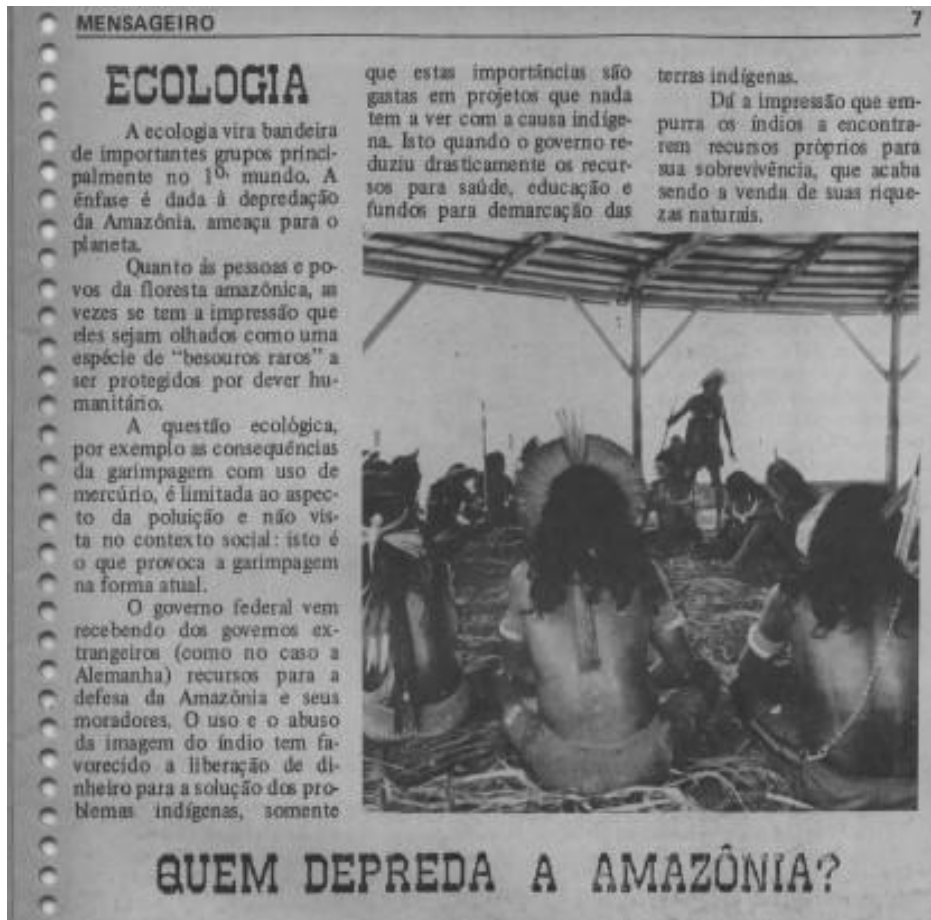 MENSAGEIRO
7
ECOLOGIA
A ecologia vira bandeira
de importantes grupos princi-
palmente no 1º. mundo. A
ênfase é dada à depredação
da Amazônia, ameaça para o
planeta.
Quanto às pessoas e po-
vos da floresta amazônica, as
vezes se tem a impressão que
eles sejam olhados como uma
espécie de "besouros raros" a
ser protegidos por dever hu-
manitário.
A questão ecológica,
por exemplo as consequências
da garimpagem com uso de
mercúrio, é limitada ao aspec-
to da poluição e não vis-
ta no contexto social: isto é
o que provoca a garimpagem
na forma atual.
O governo federal vem
recebendo dos governos ex-
trangeiros (como no caso a
Alemanha) recursos para a
defesa da Amazônia e seus
moradores. O uso e o abuso
da imagem do índio tem fa-
vorecido a liberação de di-
nheiro para a solução dos pro-
blemas indígenas, somente
que estas importâncias são
gastas em projetos que nada
tem a ver com a causa indíge-
na. Isto quando o governo re-
duziu drasticamente os recur-
sos para saúde, educação e
fundos para demarcação das
terras indígenas.
Dá a impressão que em-
purra os índios a encontra-
rem recursos próprios para
sua sobrevivência, que acaba
sendo a venda de suas rique-
zas naturais.
QUEM DEPREDA A AMAZÔNIA?